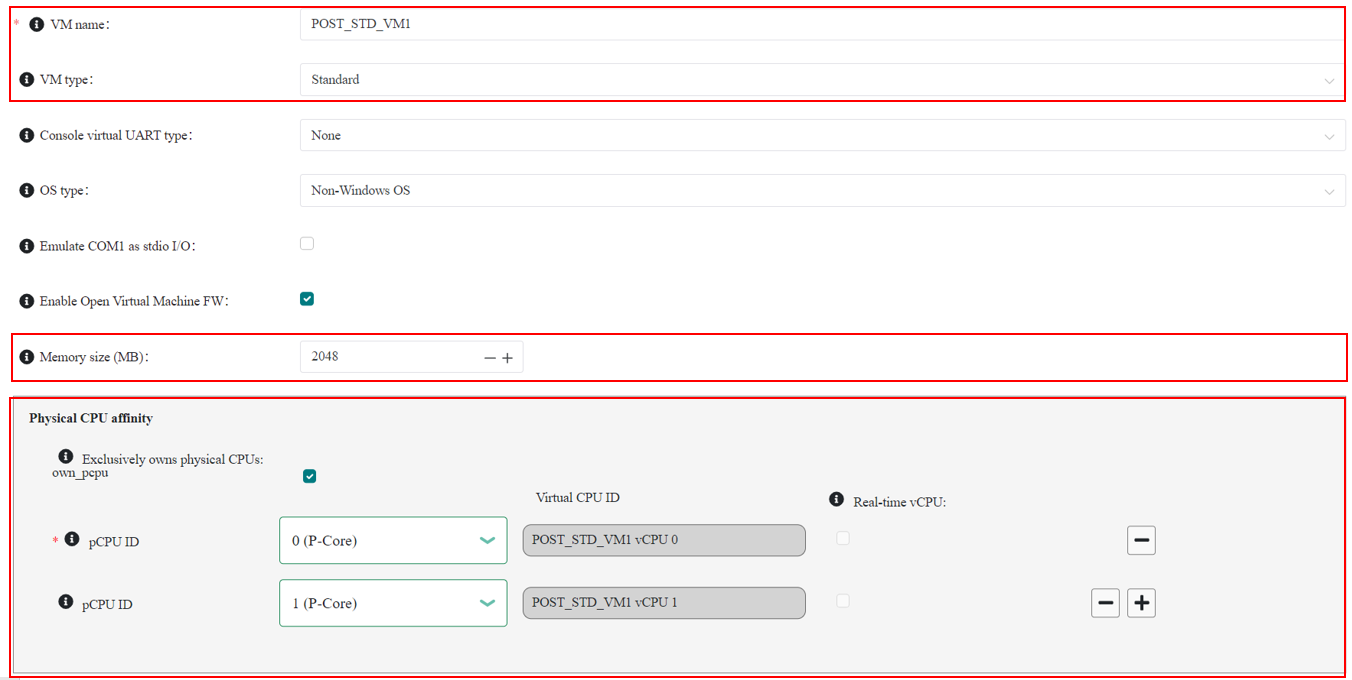 * VM name: POST_STD_VM1
VM type: Standard
Console virtual UART type: None
OS type: Non-Windows OS
Emulate COM1 as stdio I/O:
Enable Open Virtual Machine FW:
Memory size (MB): 2048
Physical CPU affinity
Exclusively owns physical CPUs:
own_pcpu
Virtual CPU ID Real-time vCPU:
* pCPU ID 0 (P-Core) POST_STD_VM1 vCPU 0
pCPU ID 1 (P-Core) POST_STD_VM1 vCPU 1